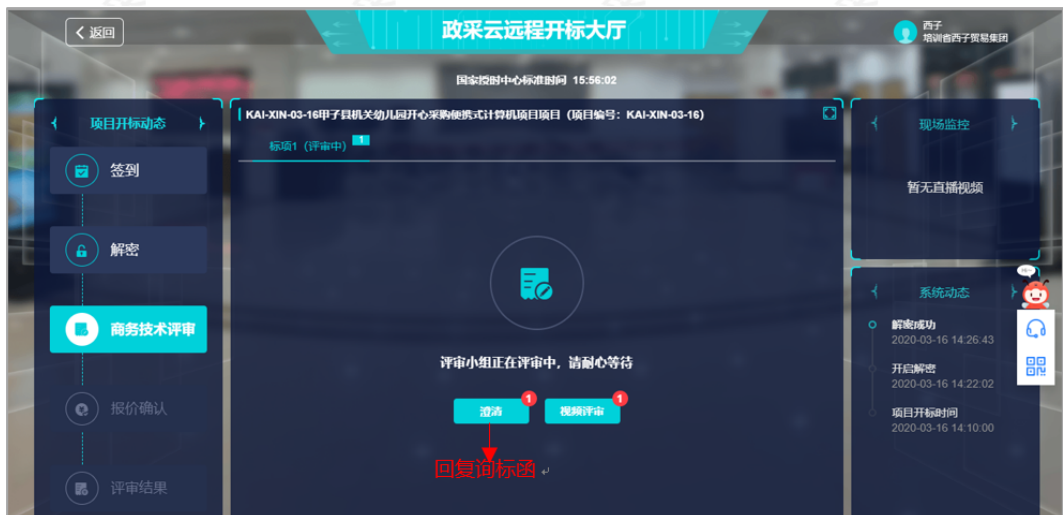 返回
政采云远程开标大厅
西子
培训省西子贸易集团
国家授时中心标准时间 15:56:02
项目开标动态
签到
解密
商务技术评审
报价确认
评审结果
KAI-XIN-03-16甲子县机关幼儿园开心采购便携式计算机项目项目（项目编号：KAI-XIN-03-16）
标项1（评审中） 1
评审小组正在评审中，请耐心等待
澄清 1
视频评审 1
回复询标函
现场监控
暂无直播视频
系统动态
解密成功
2020-03-16 14:26:43
开启解密
2020-03-16 14:22:02
项目开标时间
2020-03-16 14:10:00